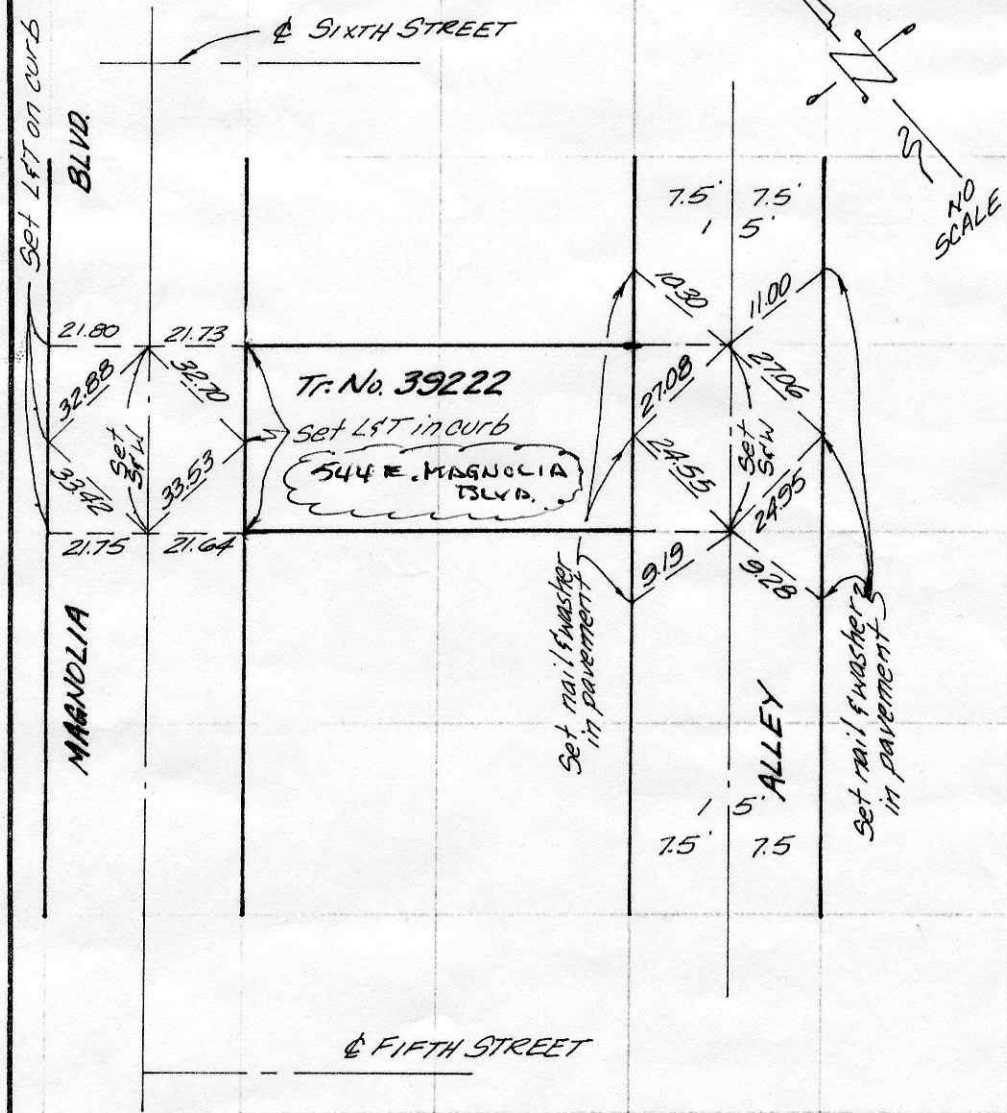 Set L&T on curb
BLVD.
℄ SIXTH STREET
NO
SCALE
7.5' 7.5'
1 5'
10.30
11.00
21.80 21.73
32.88
32.70
Tr. No. 39222
27.08
27.06
Set L&T in curb
544 E. MAGNOLIA
BLVD.
Set
S&W
33.42
33.53
24.55
Set
S&W
24.95
21.75 21.64
9.19
9.28
MAGNOLIA
Set nail & washer
in pavement
ALLEY
Set nail & washer
in pavement
1 5'
7.5' 7.5
℄ FIFTH STREET